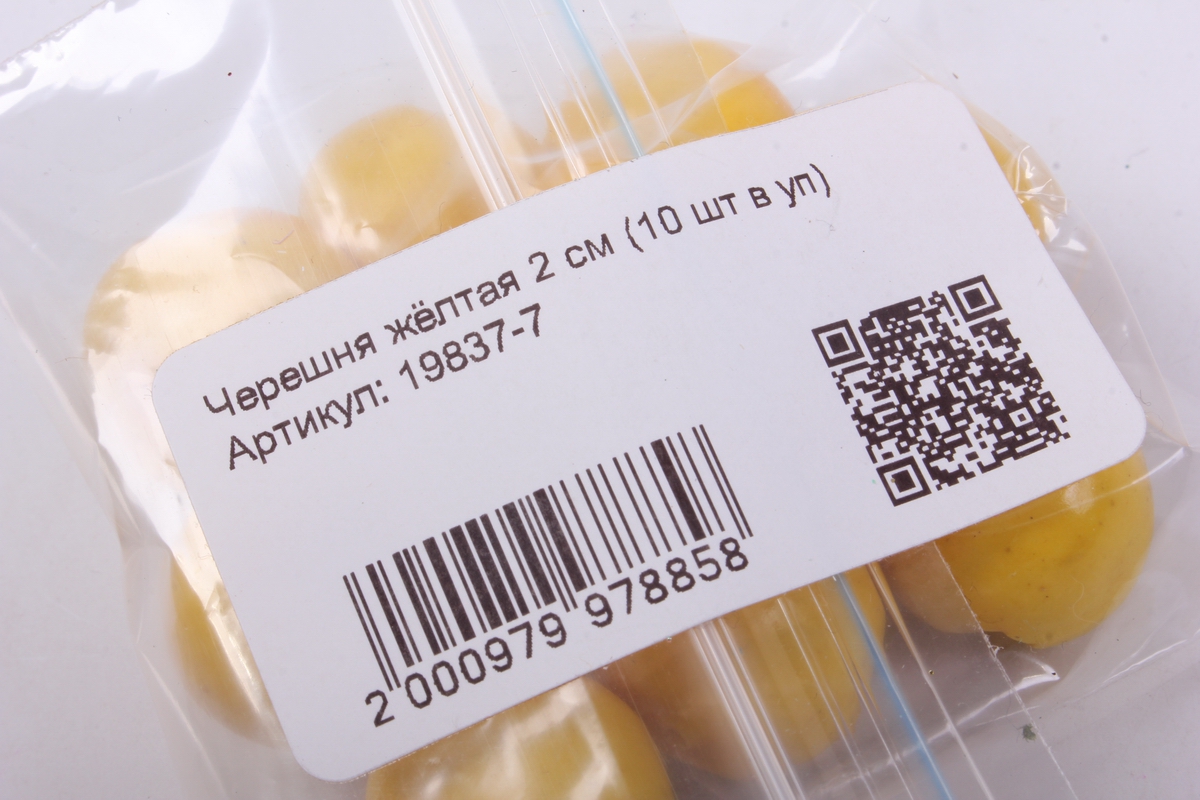 Черешня жёлтая 2 см (10 шт в уп)
Артикул: 19837-7
2 000979 978858